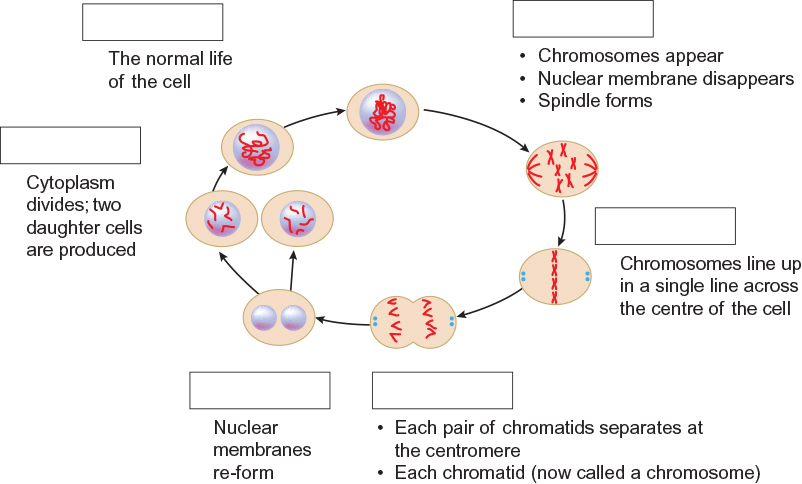 The normal life
of the cell
• Chromosomes appear
• Nuclear membrane disappears
• Spindle forms
Cytoplasm
divides; two
daughter cells
are produced
Chromosomes line up
in a single line across
the centre of the cell
Nuclear
membranes
re-form
• Each pair of chromatids separates at
the centromere
• Each chromatid (now called a chromosome)